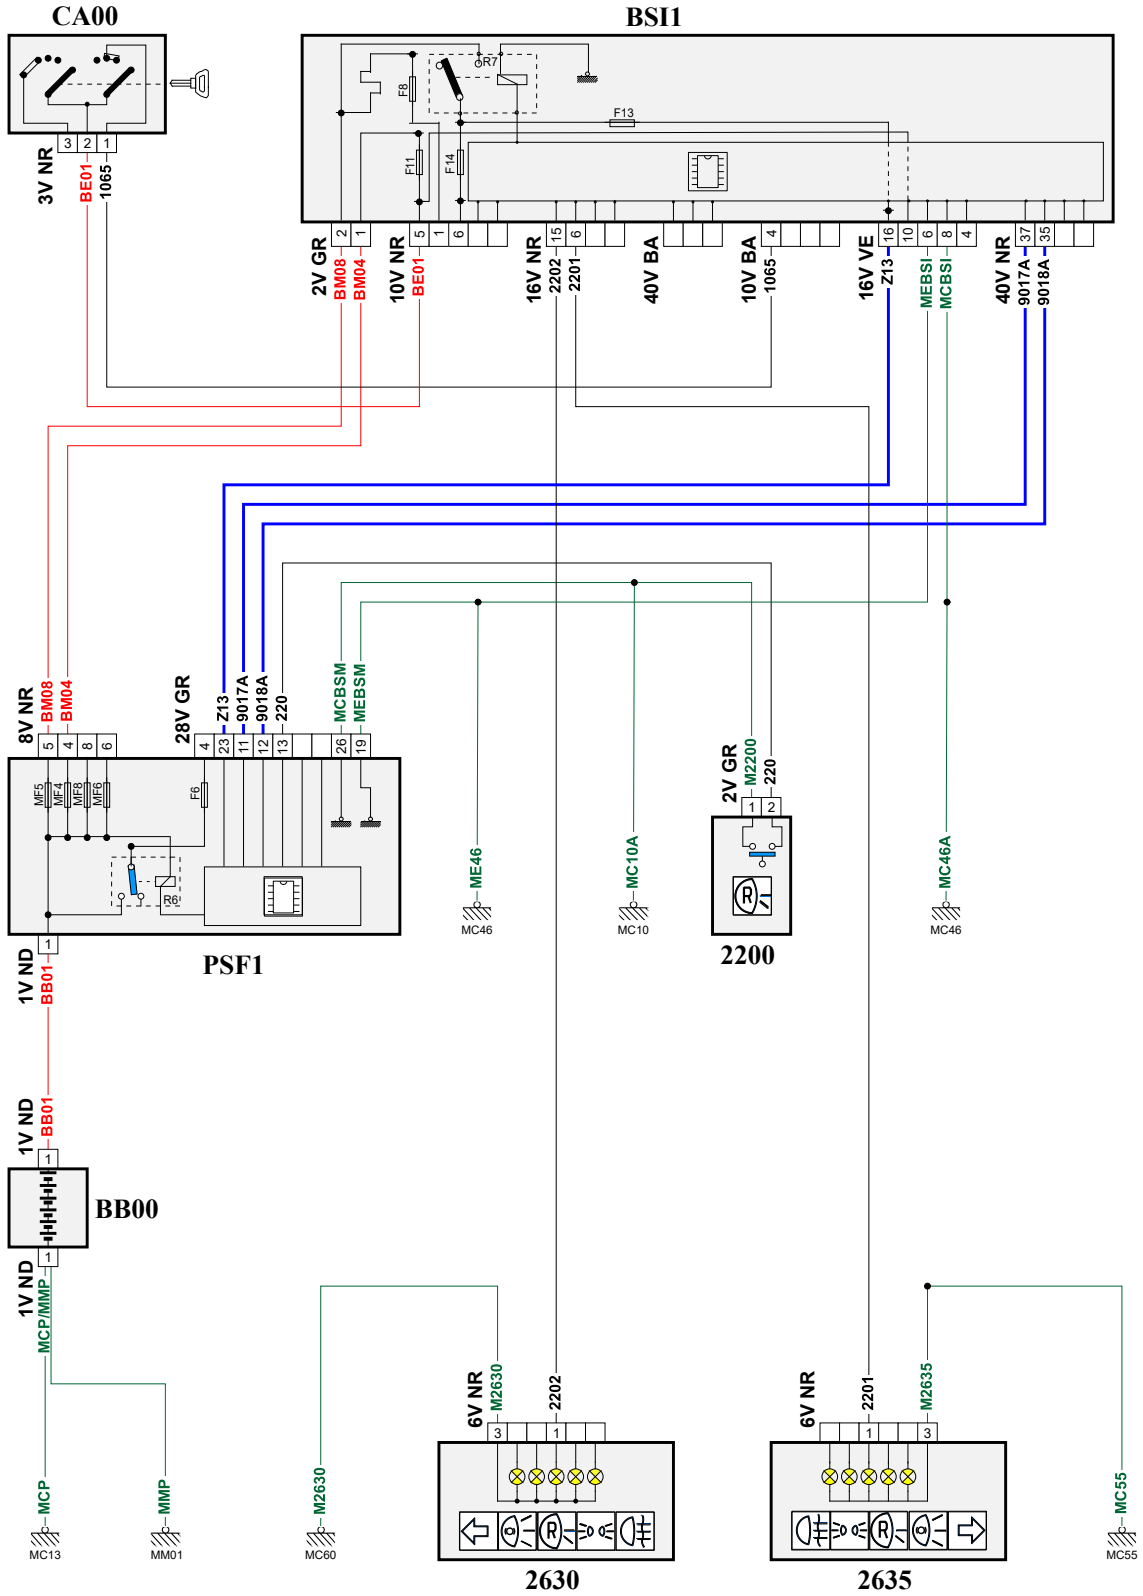 CA00
BSI1
R7
F8
F13
F11
F14
3 2 1
3V NR
BE01
1065
2 1
5 1 6
15 6
4
16 10 6 8 4
37 35
2V GR
BM08
BM04
10V NR
BE01
16V NR
2202
2201
40V BA
10V BA
1065
16V VE
Z13
MEBSI
MCBSI
40V NR
9017A
9018A
8V NR
BM08
BM04
28V GR
Z13
9017A
9018A
220
MCBSM
MEBSM
5 4 8 6
4 23 11 12 13 26 19
MF5
MF4
MF8
MF6
F6
R6
2V GR
M2200
220
1 2
R
ME46
MC46
MC10A
MC10
MC46A
MC46
2200
PSF1
1
1V ND
BB01
1V ND
BB01
1
BB00
1
1V ND
MCP/MMP
MCP
MC13
MMP
MM01
M2630
MC60
6V NR
M2630
2202
3 1
R
2630
6V NR
2201
M2635
1 3
R
2635
MC55
MC55